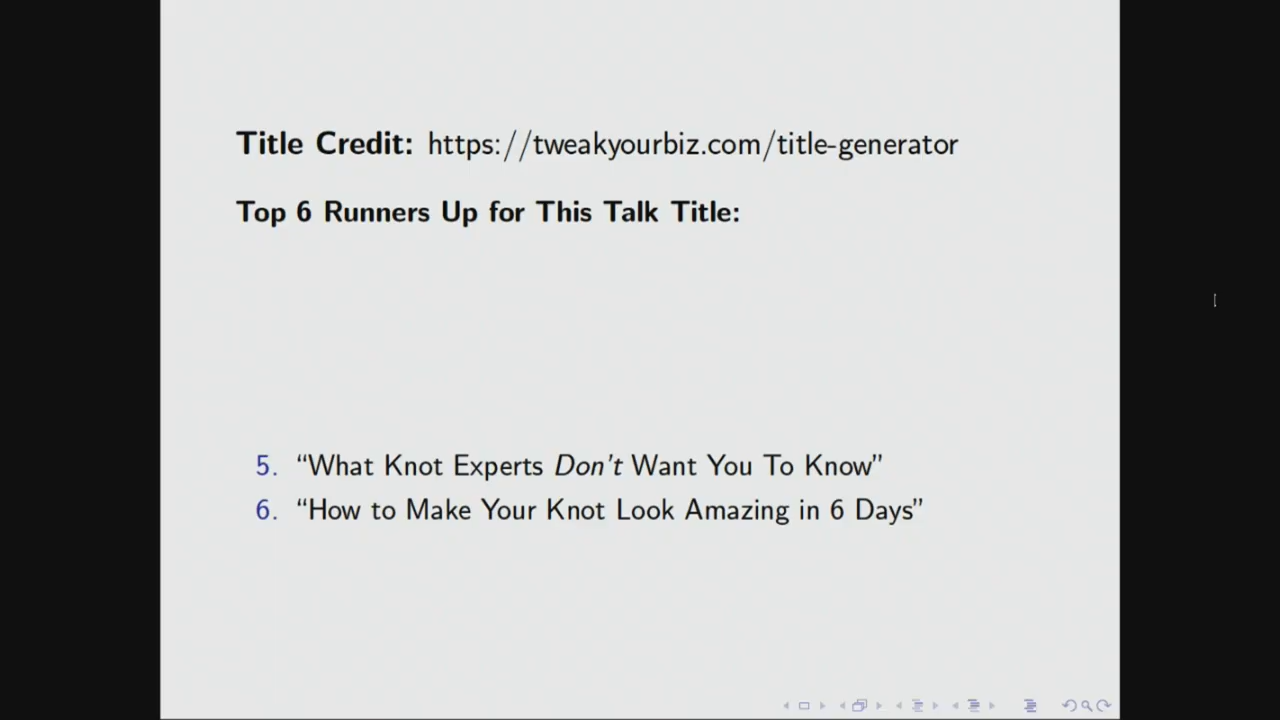 Title Credit: https://tweakyourbiz.com/title-generator
Top 6 Runners Up for This Talk Title:
5. “What Knot Experts Don't Want You To Know”
6. “How to Make Your Knot Look Amazing in 6 Days”